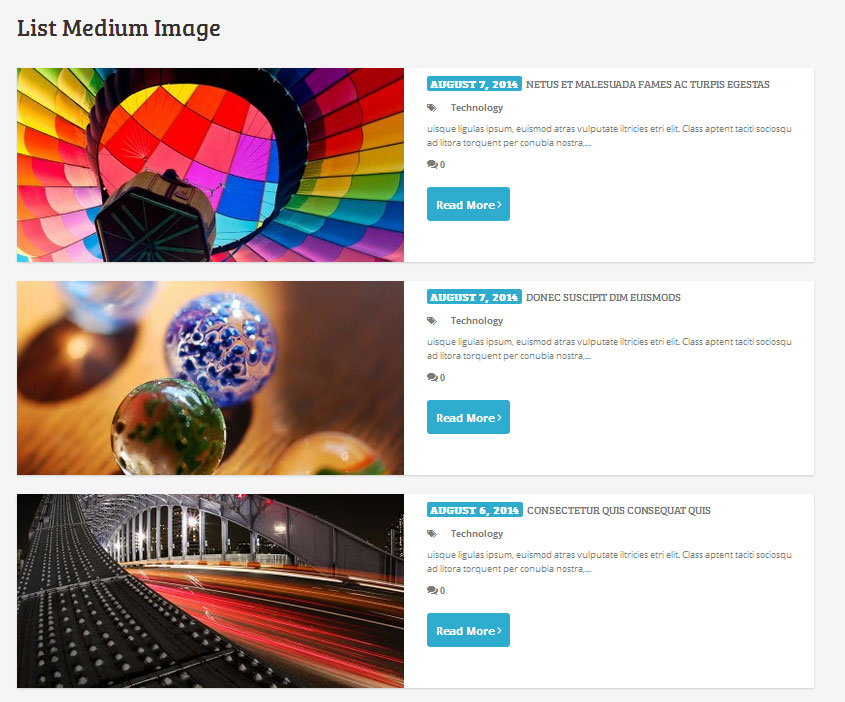 List Medium Image
AUGUST 7, 2014 NETUS ET MALESUADA FAMES AC TURPIS EGESTAS
Technology
uisque ligulas ipsum, euismod atras vulputate iltricies etri elit. Class aptent taciti sociosqu
ad litora torquent per conubia nostra,...
0
Read More ›
AUGUST 7, 2014 DONEC SUSCIPIT DIM EUISMODS
Technology
uisque ligulas ipsum, euismod atras vulputate iltricies etri elit. Class aptent taciti sociosqu
ad litora torquent per conubia nostra,...
0
Read More ›
AUGUST 6, 2014 CONSECTETUR QUIS CONSEQUAT QUIS
Technology
uisque ligulas ipsum, euismod atras vulputate iltricies etri elit. Class aptent taciti sociosqu
ad litora torquent per conubia nostra,...
0
Read More ›